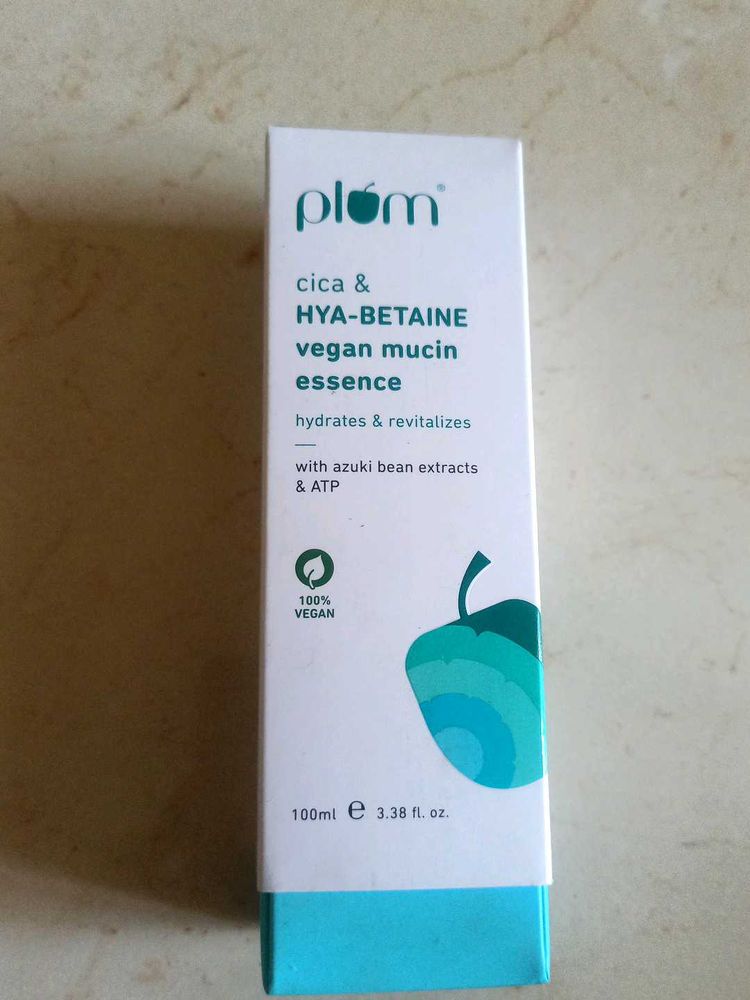 plum®
cica &
HYA-BETAINE
vegan mucin
essence
hydrates & revitalizes
with azuki bean extracts
& ATP
100%
VEGAN
100ml ℮ 3.38 fl. oz.